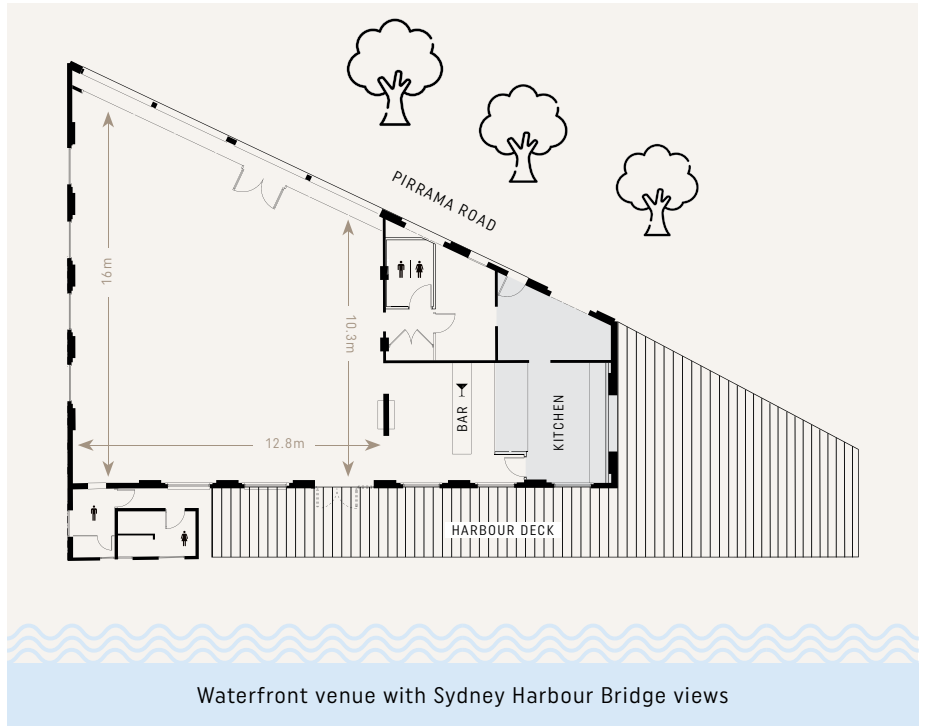 PIRRAMA ROAD
16m
10.3m
12.8m
BAR
KITCHEN
HARBOUR DECK
Waterfront venue with Sydney Harbour Bridge views